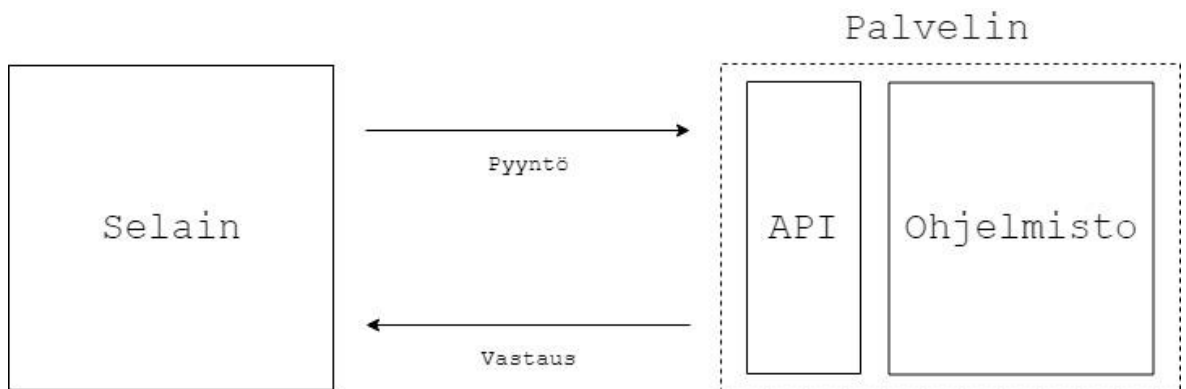 Palvelin
Selain
Pyyntö
Vastaus
API
Ohjelmisto